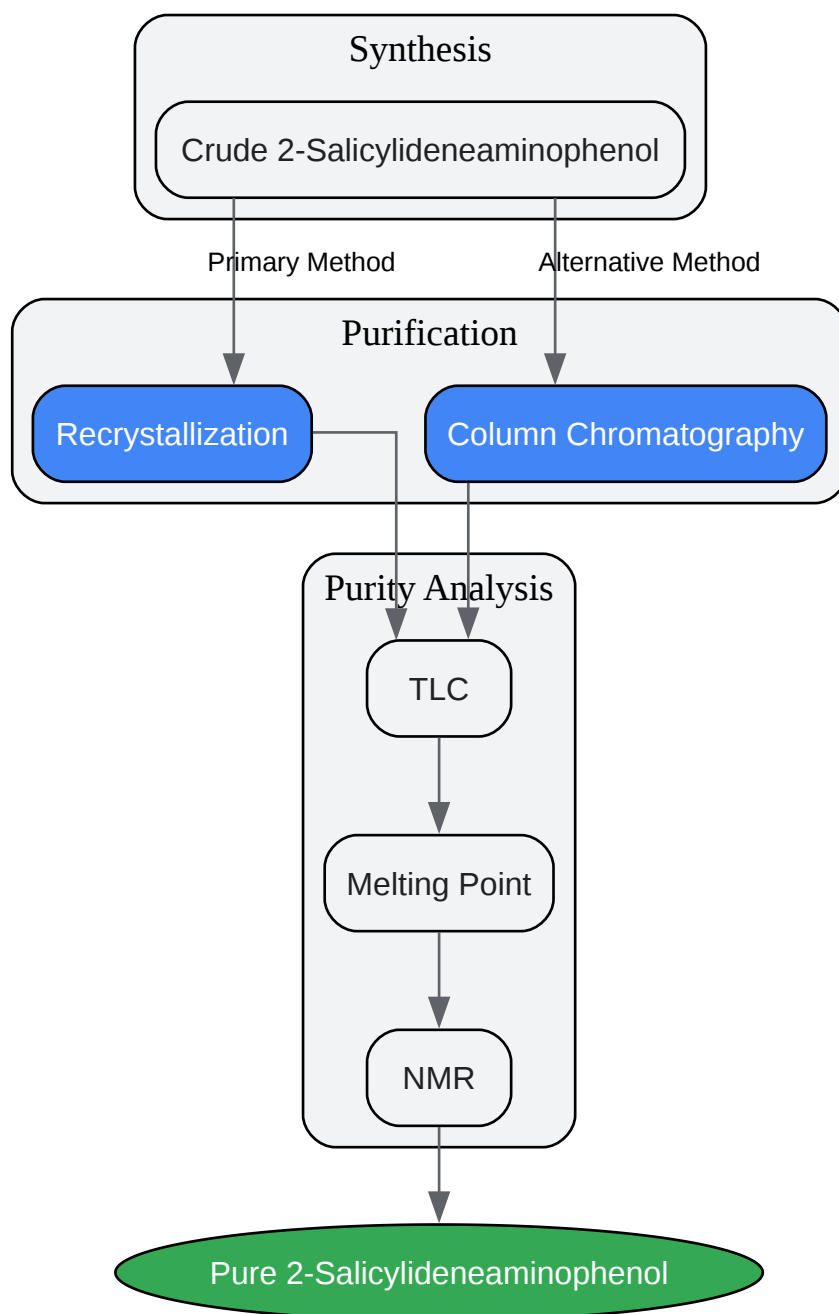 Synthesis
Crude 2-Salicylideneaminophenol
Primary Method
Alternative Method
Purification
Recrystallization
Column Chromatography
Purity Analysis
TLC
Melting Point
NMR
Pure 2-Salicylideneaminophenol